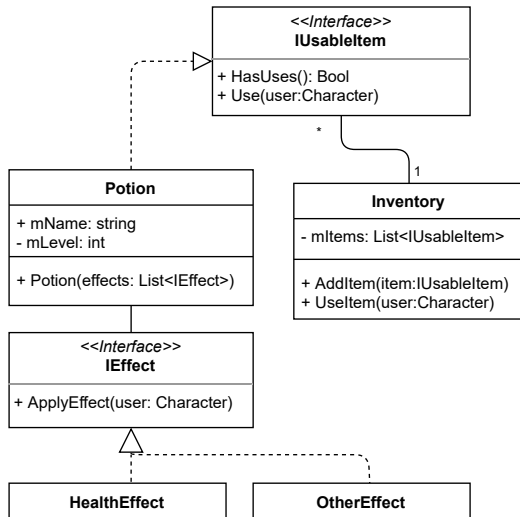 <<Interface>>
IUsableItem
+ HasUses(): Bool
+ Use(user:Character)
*
1
Potion
+ mName: string
- mLevel: int
+ Potion(effects: List<IEffect>)
Inventory
- mItems: List<IUsableItem>
+ AddItem(item:IUsableItem)
+ UseItem(user:Character)
<<Interface>>
IEffect
+ ApplyEffect(user: Character)
HealthEffect
OtherEffect